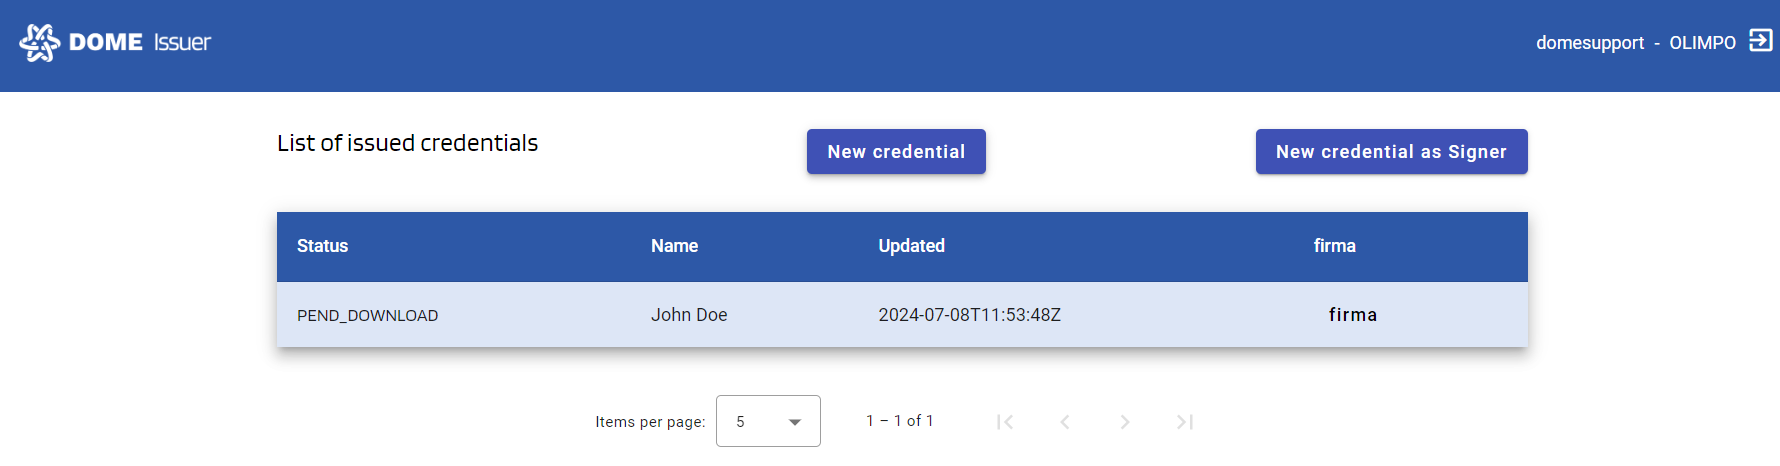 DOME Issuer
domesupport - OLIMPO
List of issued credentials
New credential
New credential as Signer
Status Name Updated firma
PEND_DOWNLOAD John Doe 2024-07-08T11:53:48Z firma
Items per page: 5 1 – 1 of 1